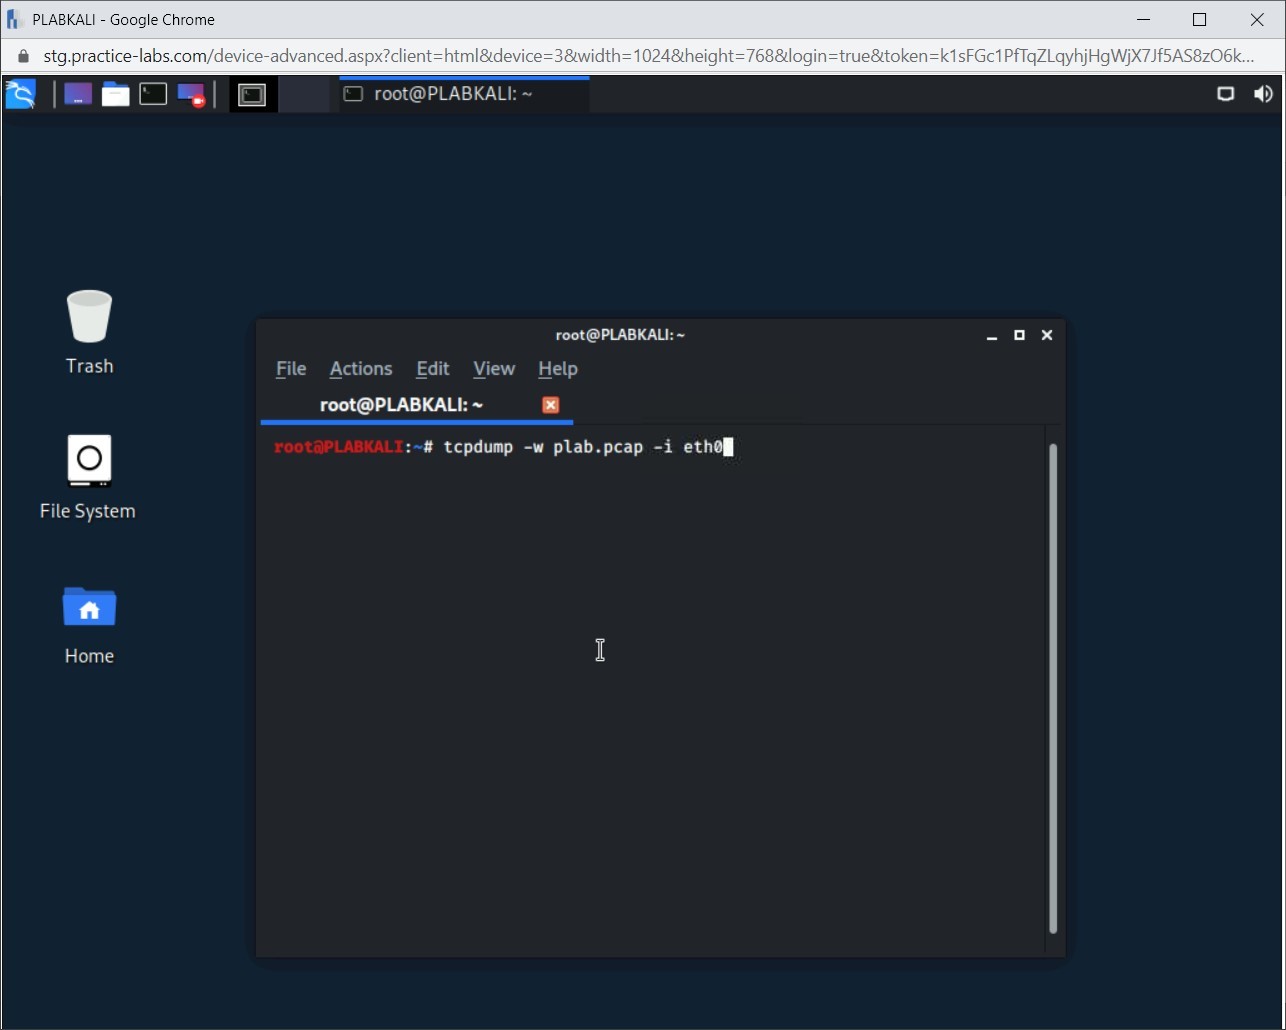 PLABKALI - Google Chrome
stg.practice-labs.com/device-advanced.aspx?client=html&device=3&width=1024&height=768&login=true&token=k1sFGc1PfTqZLqyhjHgWjX7Jf5AS8zO6k...
root@PLABKALI: ~
Trash
File System
Home
root@PLABKALI: ~
File Actions Edit View Help
root@PLABKALI: ~
root@PLABKALI:~# tcpdump -w plab.pcap -i eth0